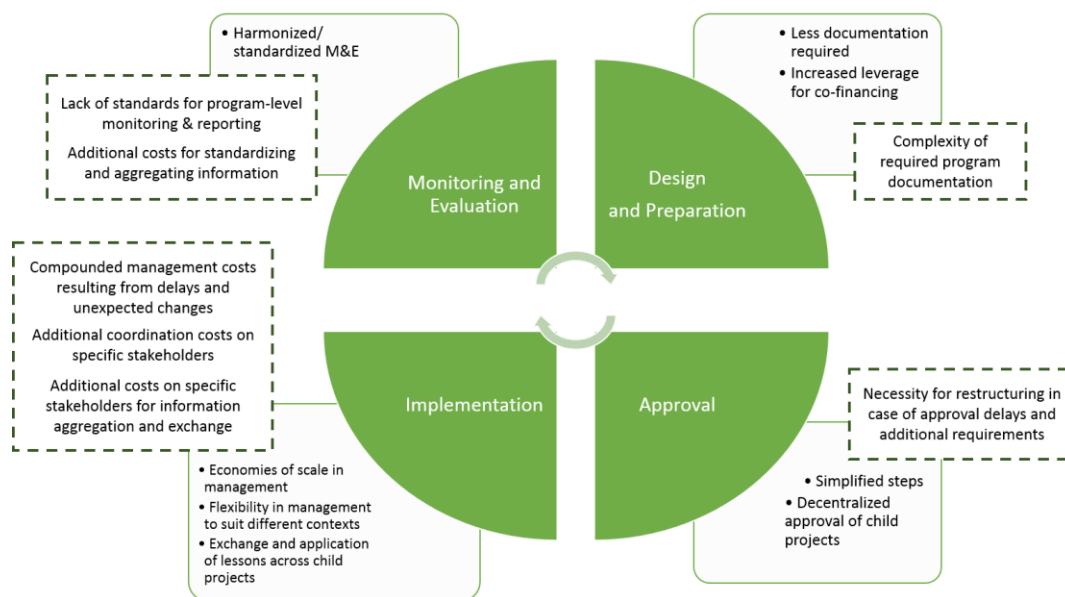 • Harmonized/
standardized M&E
Lack of standards for program-level
monitoring & reporting
Additional costs for standardizing
and aggregating information
Monitoring and
Evaluation
• Less documentation
required
• Increased leverage
for co-financing
Complexity of
required program
documentation
Design
and Preparation
Compounded management costs
resulting from delays and
unexpected changes
Additional coordination costs on
specific stakeholders
Additional costs on specific
stakeholders for information
aggregation and exchange
Implementation
• Economies of scale in
management
• Flexibility in management
to suit different contexts
• Exchange and application
of lessons across child
projects
Approval
Necessity for restructuring in
case of approval delays and
additional requirements
• Simplified steps
• Decentralized
approval of child
projects